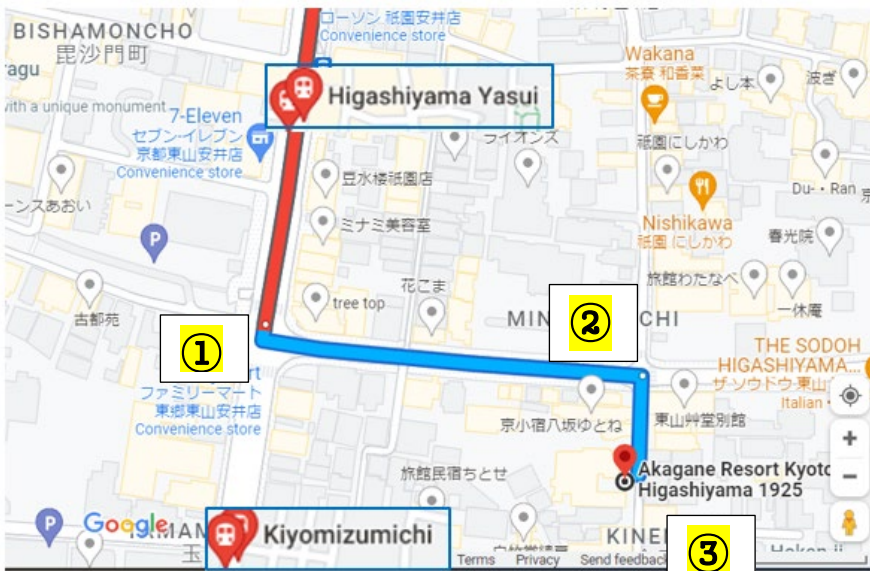 BISHAMONCHO
毘沙門町
ローソン 祇園安井店
Convenience store
with a unique monument
Higashiyama Yasui
7-Eleven
セブン-イレブン
京都東山安井店
Convenience store
豆水楼祇園店
ミナミ美容室
ライオンズ
Wakana
茶寮 和香菜
よし本
波ぎ
祇園にしかわ
Du-・Ran
Nishikawa
祇園 にしかわ
春光院
旅館わたなべ
一休庵
P
古都苑
tree top
花こま
①
②
THE SODOH
HIGASHIYAMA...
ザ ソウドウ 東山
Italian
ファミリーマート
東郷東山安井店
Convenience store
京小宿八坂ゆとね
東山艸堂別館
旅館民宿ちとせ
Akagane Resort Kyoto
Higashiyama 1925
P
Google
Kiyomizumichi
③
Terms
Privacy
Send feedback